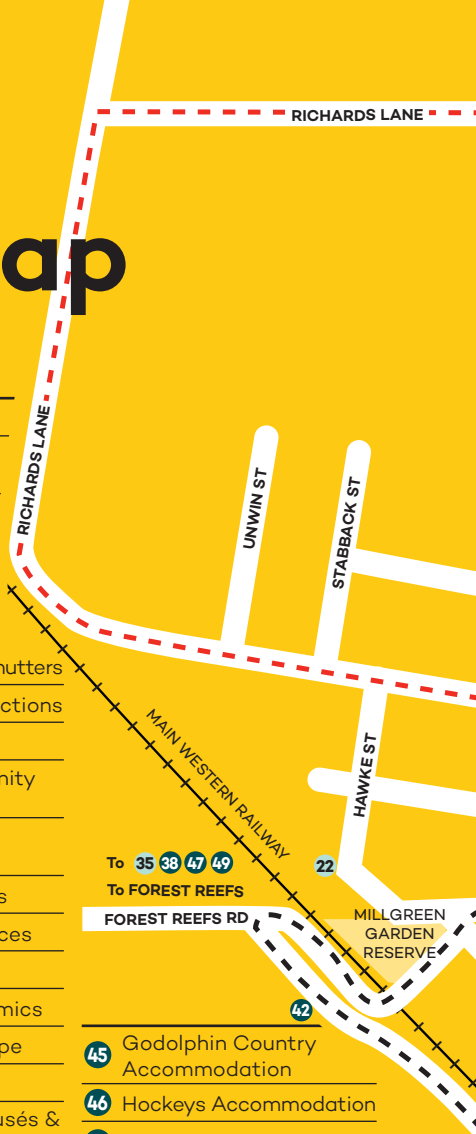 RICHARDS LANE
ap
RICHARDS LANE
UNWIN ST
STABBACK ST
HAWKE ST
MAIN WESTERN RAILWAY
To 35 38 47 49
To FOREST REEFS
FOREST REEFS RD
22
MILLGREEN
GARDEN
RESERVE
42
45 Godolphin Country
Accommodation
46 Hockeys Accommodation
nutters
ctions
nity
s
ces
mics
pe
usés &